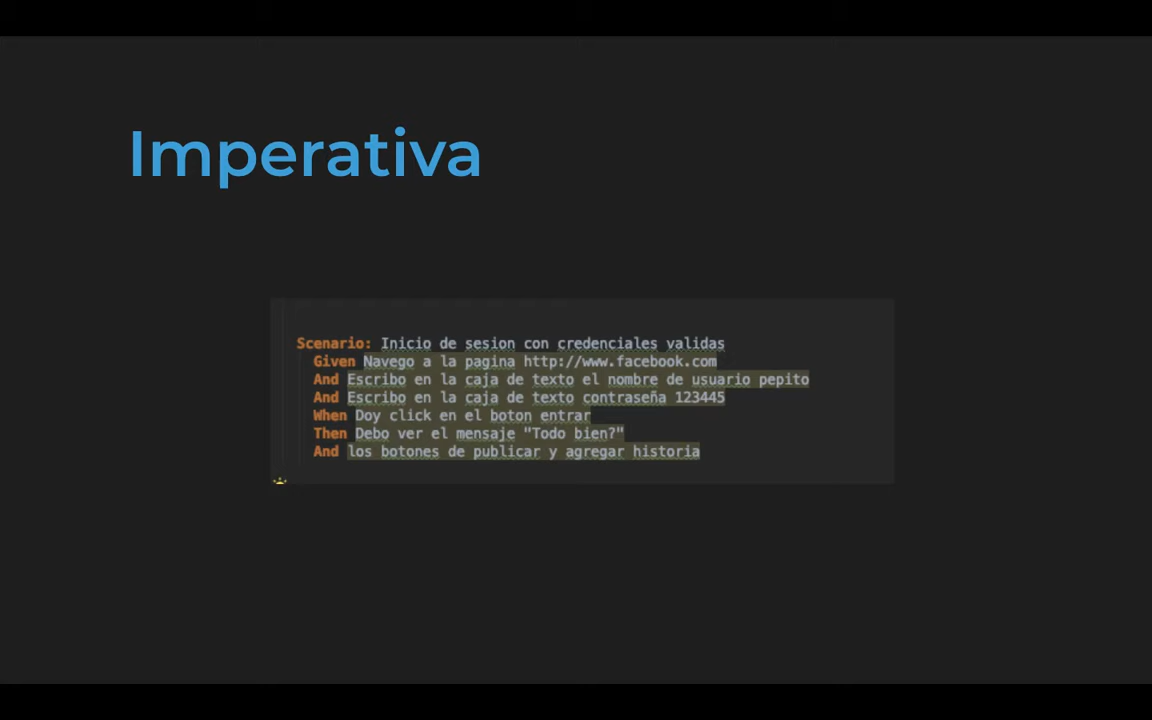 Imperativa
Scenario: Inicio de sesion con credenciales validas
Given Navego a la pagina http://www.facebook.com
And Escribo en la caja de texto el nombre de usuario pepito
And Escribo en la caja de texto contraseña 123445
When Doy click en el boton entrar
Then Debo ver el mensaje "Todo bien?"
And los botones de publicar y agregar historia